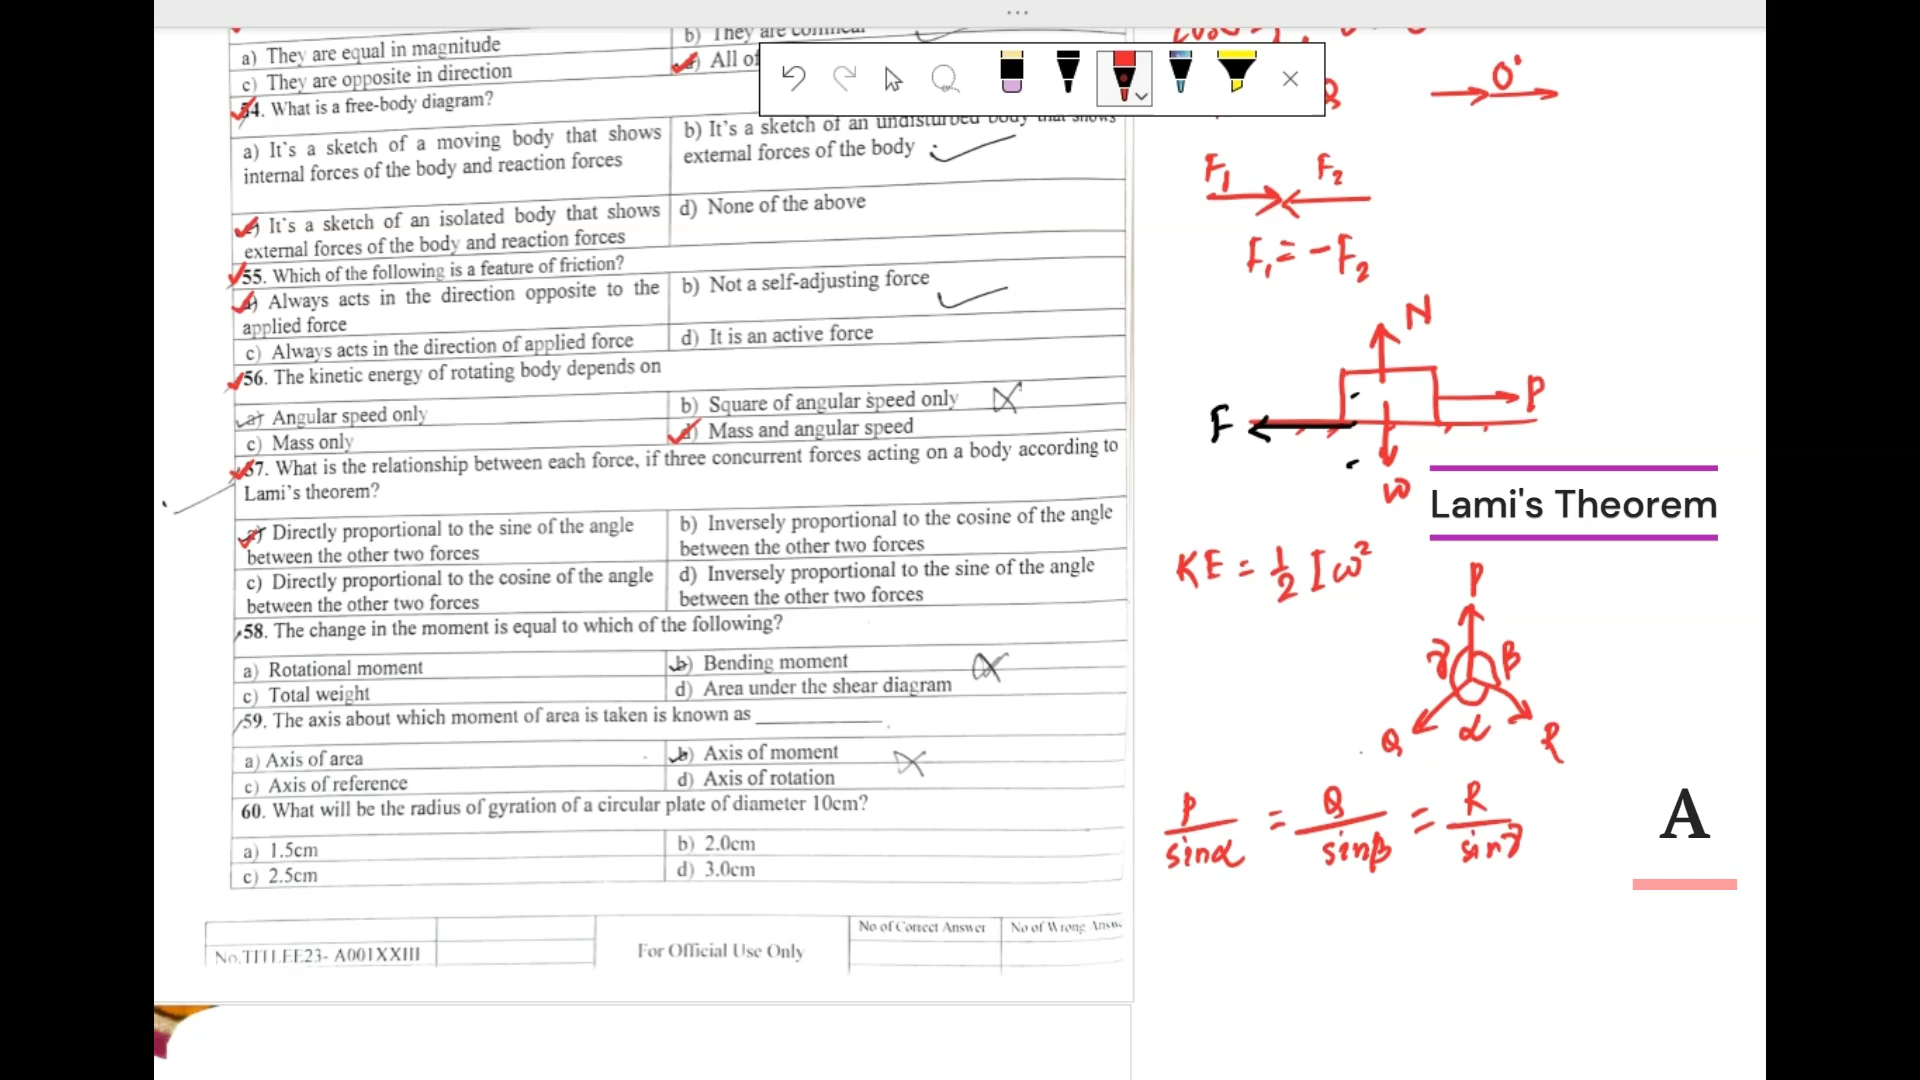 a) They are equal in magnitude
b) They are
c) They are opposite in direction
All of
54. What is a free-body diagram?
a) It's a sketch of a moving body that shows internal forces of the body and reaction forces
b) It's a sketch of an undisturbed body that shows external forces of the body
c) It's a sketch of an isolated body that shows external forces of the body and reaction forces
d) None of the above
55. Which of the following is a feature of friction?
a) Always acts in the direction opposite to the applied force
b) Not a self-adjusting force
c) Always acts in the direction of applied force
d) It is an active force
56. The kinetic energy of rotating body depends on
a) Angular speed only
b) Square of angular speed only
c) Mass only
d) Mass and angular speed
57. What is the relationship between each force, if three concurrent forces acting on a body according to
Lami's theorem?
a) Directly proportional to the sine of the angle between the other two forces
b) Inversely proportional to the cosine of the angle between the other two forces
c) Directly proportional to the cosine of the angle between the other two forces
d) Inversely proportional to the sine of the angle between the other two forces
58. The change in the moment is equal to which of the following?
a) Rotational moment
b) Bending moment
c) Total weight
d) Area under the shear diagram
59. The axis about which moment of area is taken is known as ____________ .
a) Axis of area
b) Axis of moment
c) Axis of reference
d) Axis of rotation
60. What will be the radius of gyration of a circular plate of diameter 10cm?
a) 1.5cm
b) 2.0cm
c) 2.5cm
d) 3.0cm
For Official Use Only
No of Correct Answer
No of Wrong
A001XXIII
0°
F₁ F₂
F₁ = -F₂
N
P
F
W
Lami's Theorem
KE = 1/2 I ω²
P
γ β
Q α R
P/sinα = Q/sinβ = R/sinγ
A